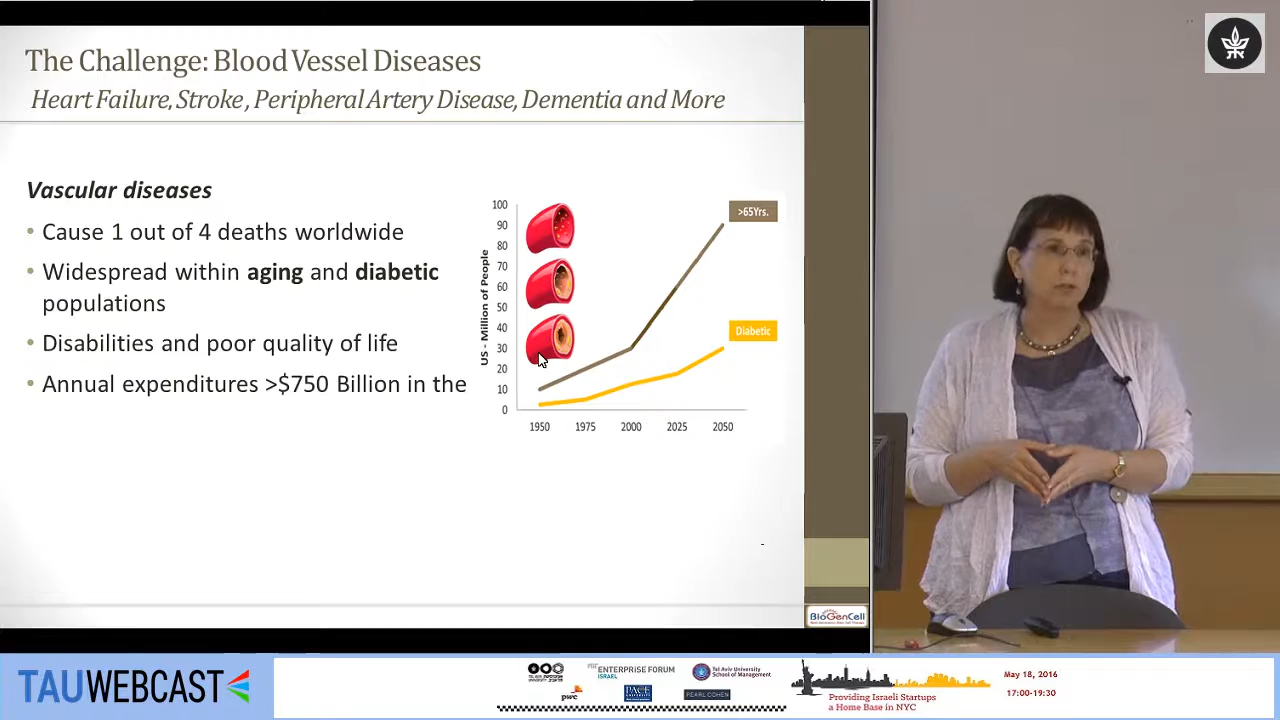 The Challenge: Blood Vessel Diseases
Heart Failure, Stroke , Peripheral Artery Disease, Dementia and More
Vascular diseases
• Cause 1 out of 4 deaths worldwide
• Widespread within aging and diabetic
populations
• Disabilities and poor quality of life
• Annual expenditures >$750 Billion in the
US - Million of People
100
90
80
70
60
50
40
30
20
10
0
1950 1975 2000 2025 2050
>65Yrs.
Diabetic
BioGenCell
TAUWEBCAST
ENTERPRISE FORUM
ISRAEL
Tel Aviv University
School of Management
pwc
PACE
PEARL COHEN
Providing Israeli Startups
a Home Base in NYC
May 18, 2016
17:00-19:30